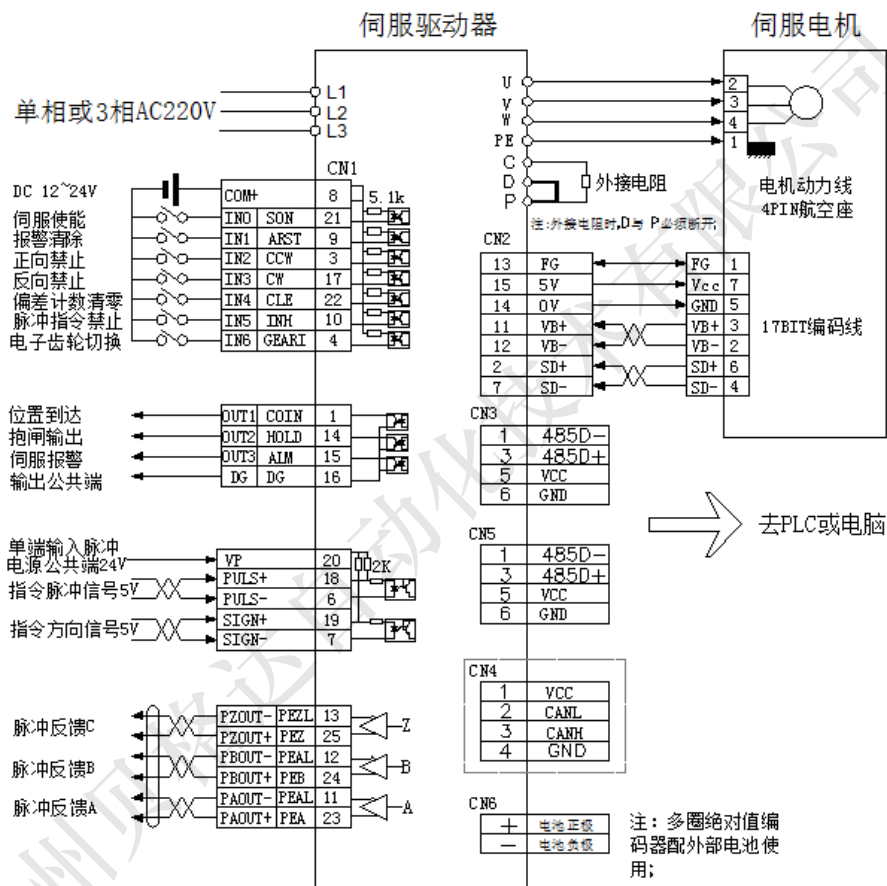 伺服驱动器
伺服电机
单相或3相AC220V
L1
L2
L3
U
V
W
PE
C
D
P
外接电阻
注:外接电阻时,D与 P必须断开;
2
3
4
1
电机动力线
4PIN航空座
CN1
DC 12~24V
COM+ 8
5.1k
伺服使能 IN0 SON 21
报警清除 IN1 ARST 9
正向禁止 IN2 CCW 3
反向禁止 IN3 CW 17
偏差计数清零 IN4 CLE 22
脉冲指令禁止 IN5 INH 10
电子齿轮切换 IN6 GEARI 4
CN2
13 FG FG 1
15 5V Vcc 7
14 0V GND 5
11 VB+ VB+ 3
12 VB- VB- 2
2 SD+ SD+ 6
7 SD- SD- 4
17BIT编码线
位置到达 OUT1 COIN 1
抱闸输出 OUT2 HOLD 14
伺服报警 OUT3 ALM 15
输出公共端 DG DG 16
CN3
1 485D-
3 485D+
5 VCC
6 GND
去PLC或电脑
CN5
1 485D-
3 485D+
5 VCC
6 GND
单端输入脉冲
电源公共端24V VP 20
2K
指令脉冲信号5V PULS+ 18
PULS- 6
指令方向信号5V SIGN+ 19
SIGN- 7
CN4
1 VCC
2 CANL
3 CANH
4 GND
脉冲反馈C PZOUT- PEZL 13 Z
PZOUT+ PEZ 25
脉冲反馈B PBOUT- PEAL 12 B
PBOUT+ PEB 24
脉冲反馈A PAOUT- PEAL 11 A
PAOUT+ PEA 23
CN6
+ 电池正极
- 电池负极
注：多圈绝对值编
码器配外部电池使
用;
州贝格达自动化技术有限公司